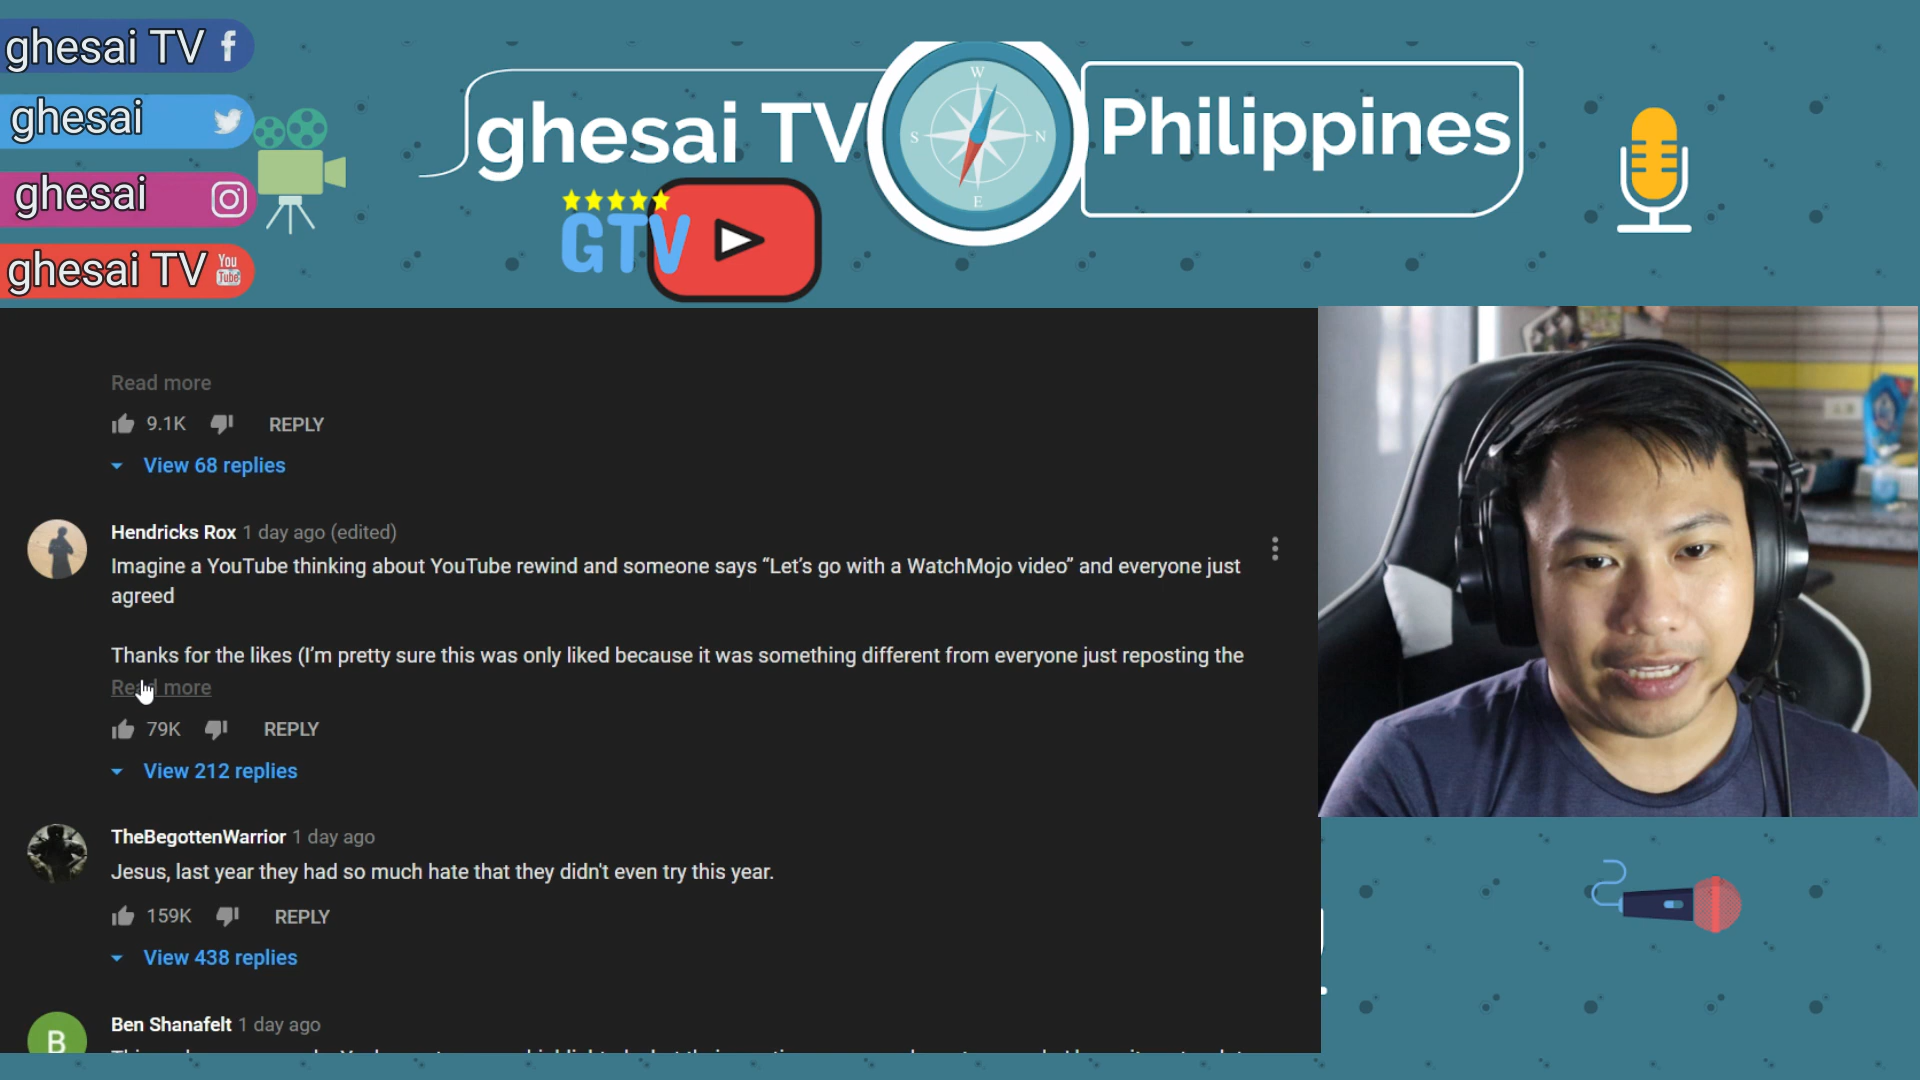 ghesai TV f
ghesai
ghesai
ghesai TV You Tube
ghesai TV
W
S
N
E
Philippines
GTV
Read more
9.1K REPLY
View 68 replies
Hendricks Rox 1 day ago (edited)
Imagine a YouTube thinking about YouTube rewind and someone says “Let’s go with a WatchMojo video” and everyone just
agreed
Thanks for the likes (I’m pretty sure this was only liked because it was something different from everyone just reposting the
Read more
79K REPLY
View 212 replies
TheBegottenWarrior 1 day ago
Jesus, last year they had so much hate that they didn't even try this year.
159K REPLY
View 438 replies
B
Ben Shanafelt 1 day ago